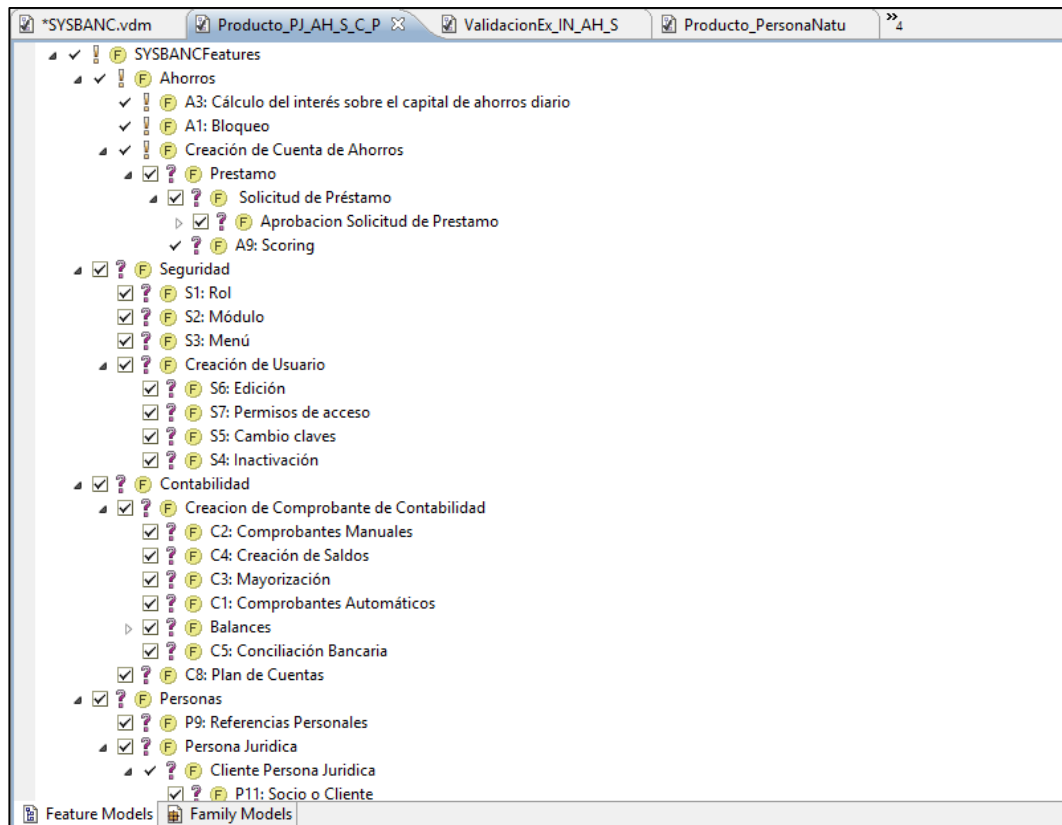 *SYSBANC.vdm Producto_PJ_AH_S_C_P ValidacionEx_IN_AH_S Producto_PersonaNatu »4
! F SYSBANCFeatures
! F Ahorros
! F A3: Cálculo del interés sobre el capital de ahorros diario
! F A1: Bloqueo
! F Creación de Cuenta de Ahorros
? F Prestamo
? F Solicitud de Préstamo
? F Aprobacion Solicitud de Prestamo
? F A9: Scoring
? F Seguridad
? F S1: Rol
? F S2: Módulo
? F S3: Menú
? F Creación de Usuario
? F S6: Edición
? F S7: Permisos de acceso
? F S5: Cambio claves
? F S4: Inactivación
? F Contabilidad
? F Creacion de Comprobante de Contabilidad
? F C2: Comprobantes Manuales
? F C4: Creación de Saldos
? F C3: Mayorización
? F C1: Comprobantes Automáticos
? F Balances
? F C5: Conciliación Bancaria
? F C8: Plan de Cuentas
? F Personas
? F P9: Referencias Personales
? F Persona Juridica
? F Cliente Persona Juridica
? F P11: Socio o Cliente
Feature Models Family Models